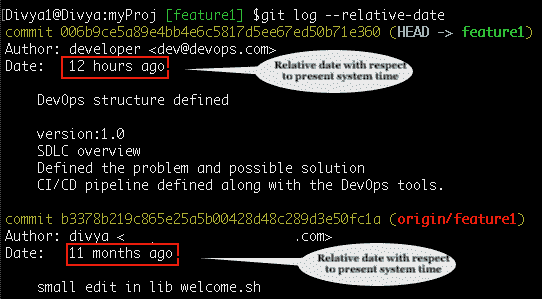 Divya1@Divya:myProj [feature1] $git log --relative-date
commit 006b9ce5a89e4bb4e6c5817d5ee67ed50b71e360 (HEAD -> feature1)
Author: developer <dev@devops.com>
Date: 12 hours ago
Relative date with respect
to present system time
DevOps structure defined
version:1.0
SDLC overview
Defined the problem and possible solution
CI/CD pipeline defined along with the DevOps tools.
commit b3378b219c865e25a5b00428d48c289d3e50fc1a (origin/feature1)
Author: divya < .com>
Date: 11 months ago
Relative date with respect
to present system time
small edit in lib welcome.sh